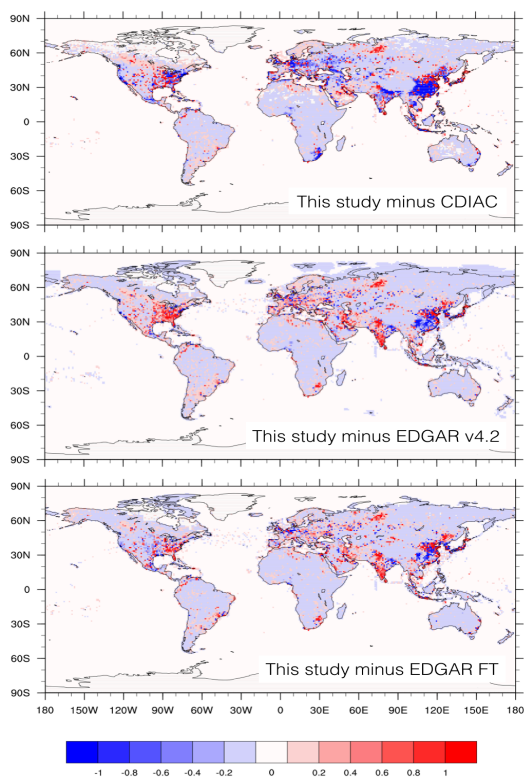 90N
60N
30N
0
30S
60S
90S
This study minus CDIAC
90N
60N
30N
0
30S
60S
90S
This study minus EDGAR v4.2
90N
60N
30N
0
30S
60S
90S
This study minus EDGAR FT
180 150W 120W 90W 60W 30W 0 30E 60E 90E 120E 150E 180
-1 -0.8 -0.6 -0.4 -0.2 0 0.2 0.4 0.6 0.8 1